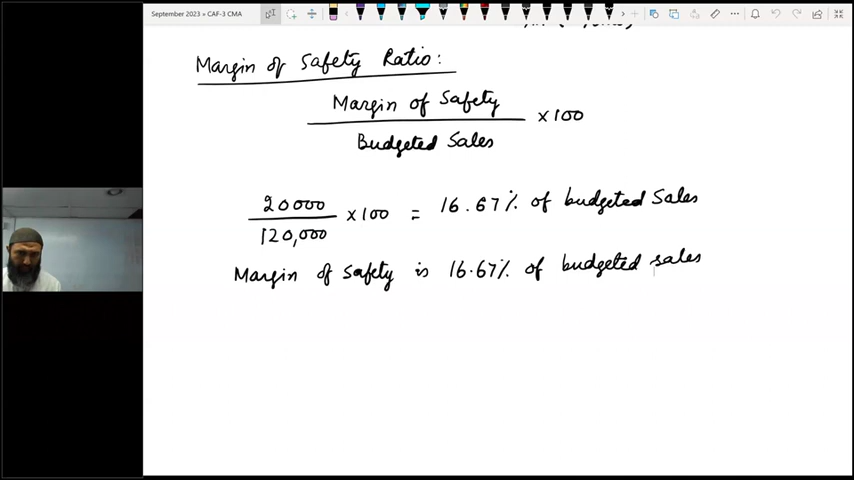 September 2023 » CAF-3 CMA
Margin of Safety Ratio:
Margin of Safety
Budgeted Sales
×100
20000
120,000
×100 = 16.67% of budgeted Sales
Margin of safety is 16.67% of budgeted sales